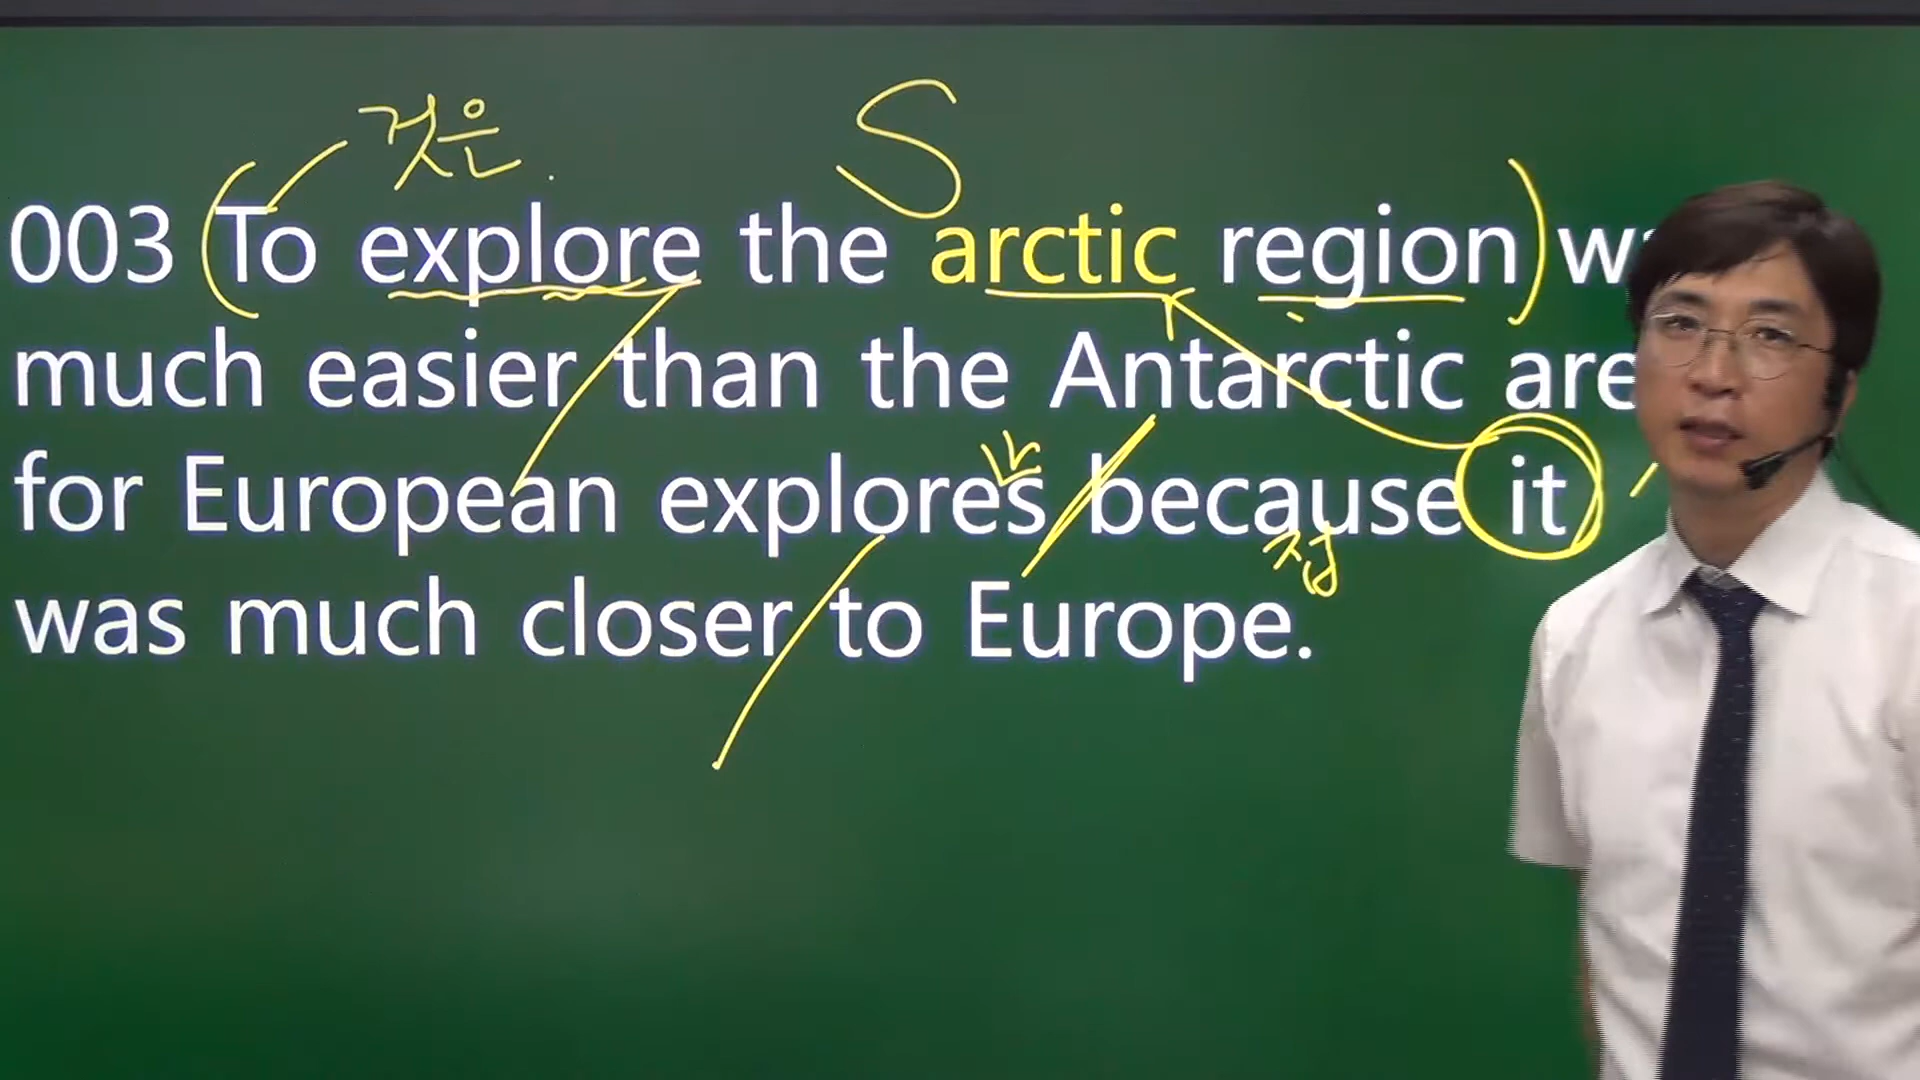 것은
S
003 (To explore the arctic region)
much easier than the Antarctic are
for European explores because it
접
was much closer to Europe.